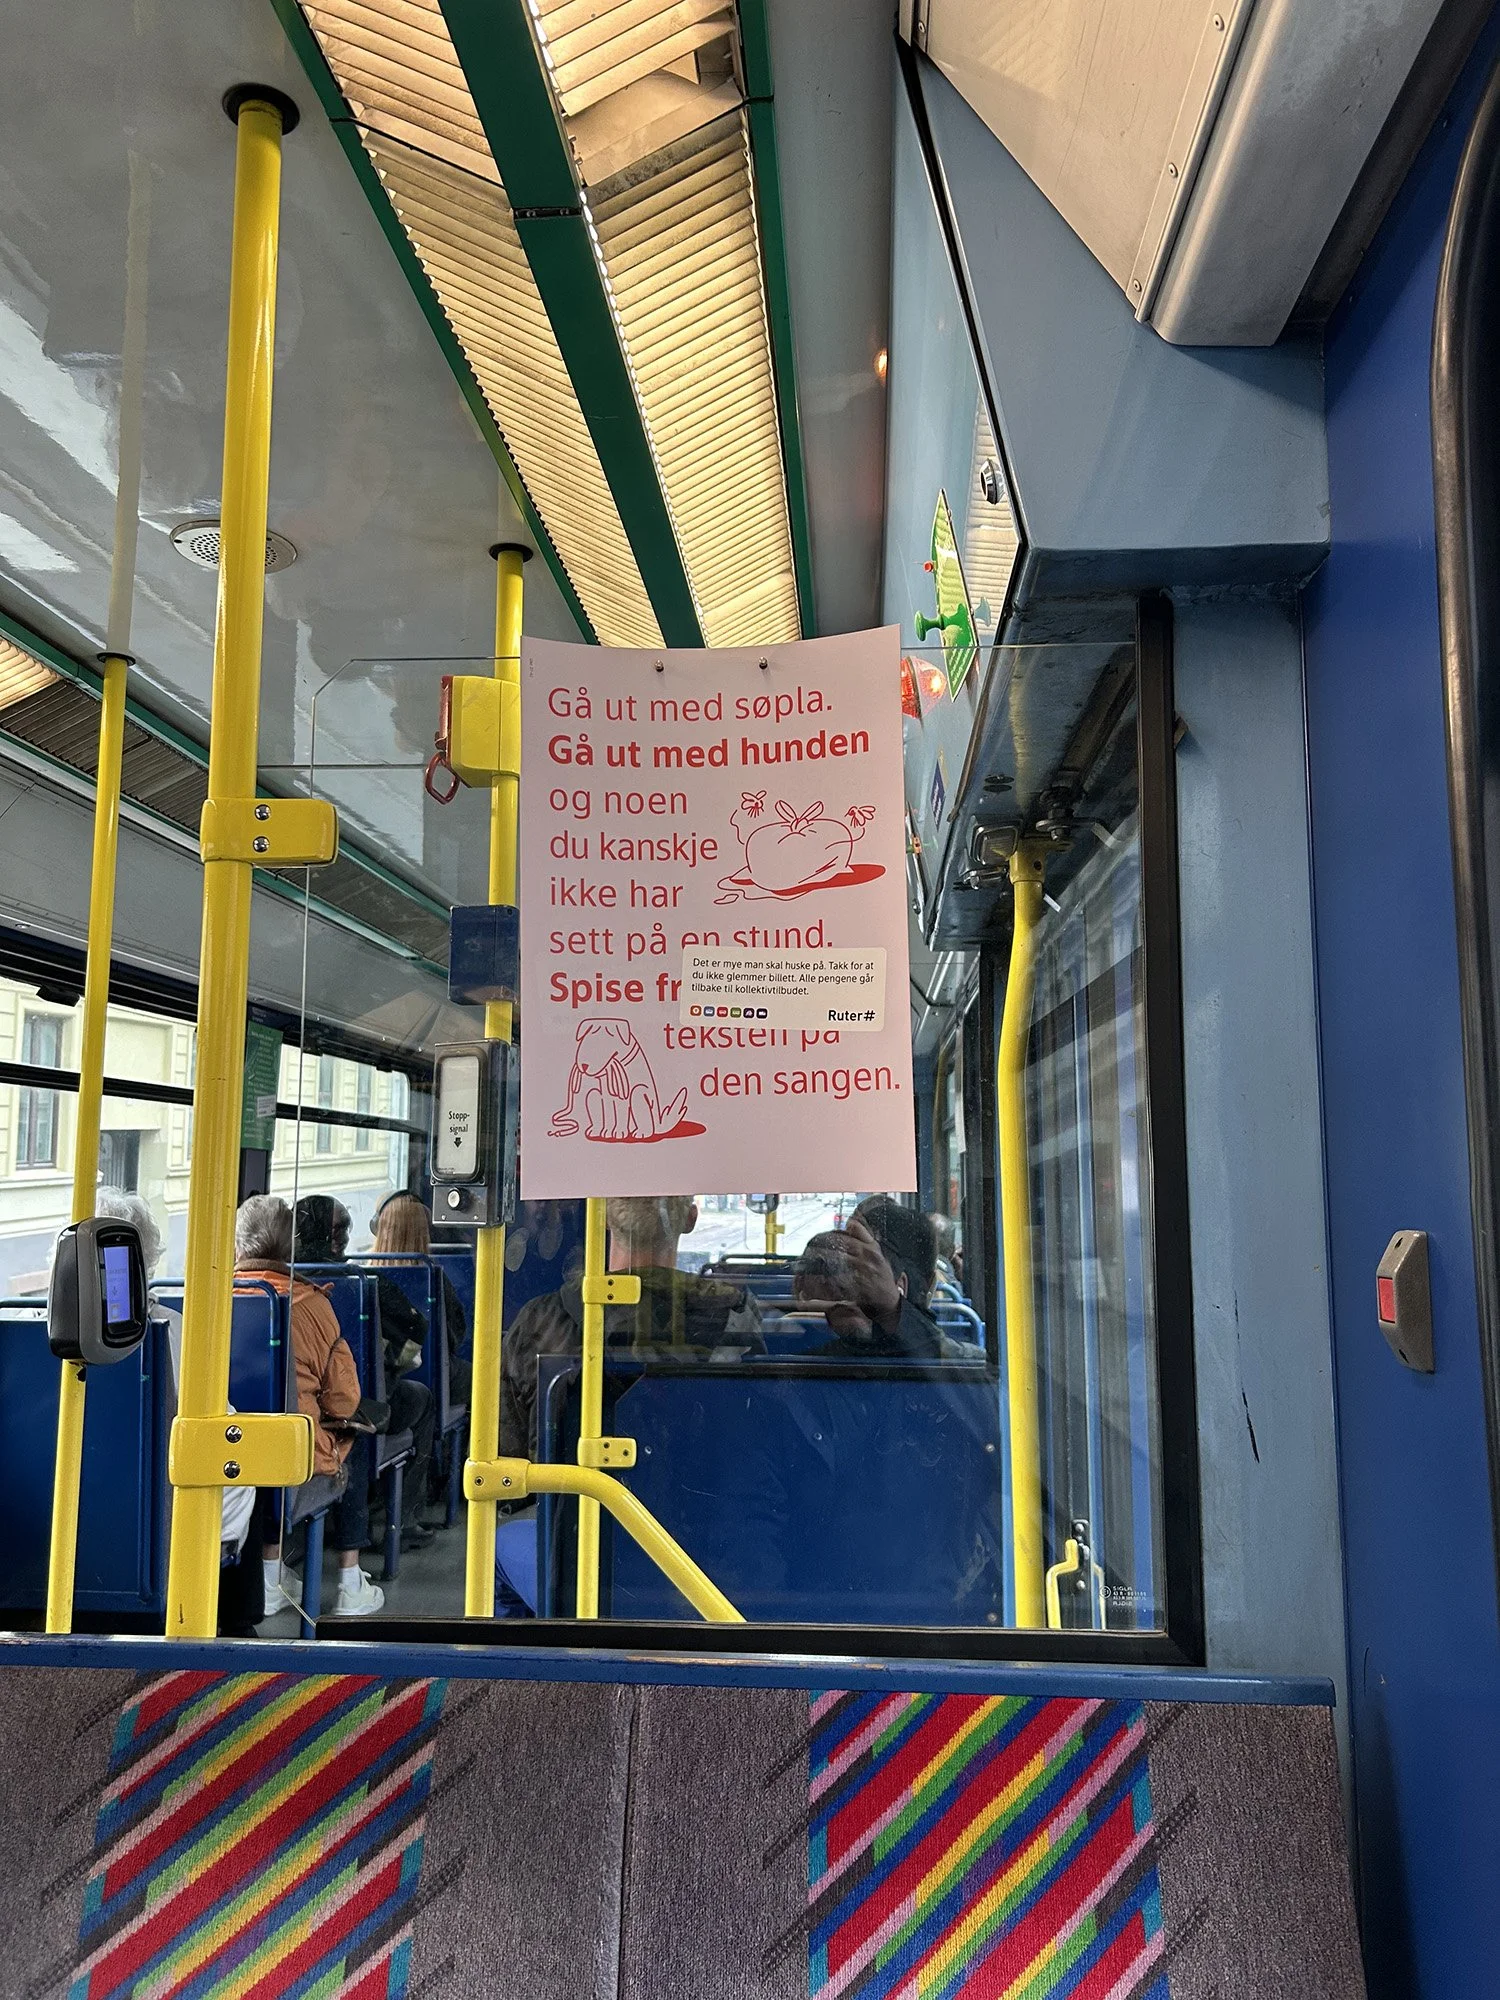 Gå ut med søpla.
Gå ut med hunden
og noen
du kanskje
ikke har
sett på en stund.
Spise
teksten på
den sangen.
Det er mye man skal huske på. Takk for at
du ikke glemmer billett. Alle pengene går
tilbake til kollektivtilbudet.
Ruter#
Stopp-
signal